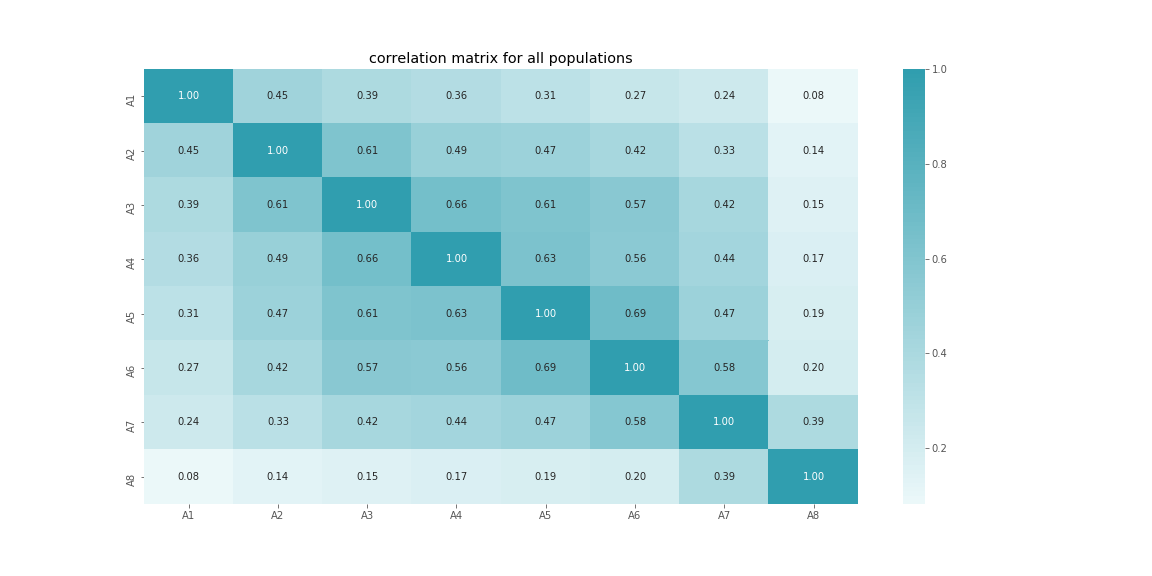 correlation matrix for all populations
A1 1.00 0.45 0.39 0.36 0.31 0.27 0.24 0.08
A2 0.45 1.00 0.61 0.49 0.47 0.42 0.33 0.14
A3 0.39 0.61 1.00 0.66 0.61 0.57 0.42 0.15
A4 0.36 0.49 0.66 1.00 0.63 0.56 0.44 0.17
A5 0.31 0.47 0.61 0.63 1.00 0.69 0.47 0.19
A6 0.27 0.42 0.57 0.56 0.69 1.00 0.58 0.20
A7 0.24 0.33 0.42 0.44 0.47 0.58 1.00 0.39
A8 0.08 0.14 0.15 0.17 0.19 0.20 0.39 1.00
A1 A2 A3 A4 A5 A6 A7 A8
1.0
0.8
0.6
0.4
0.2